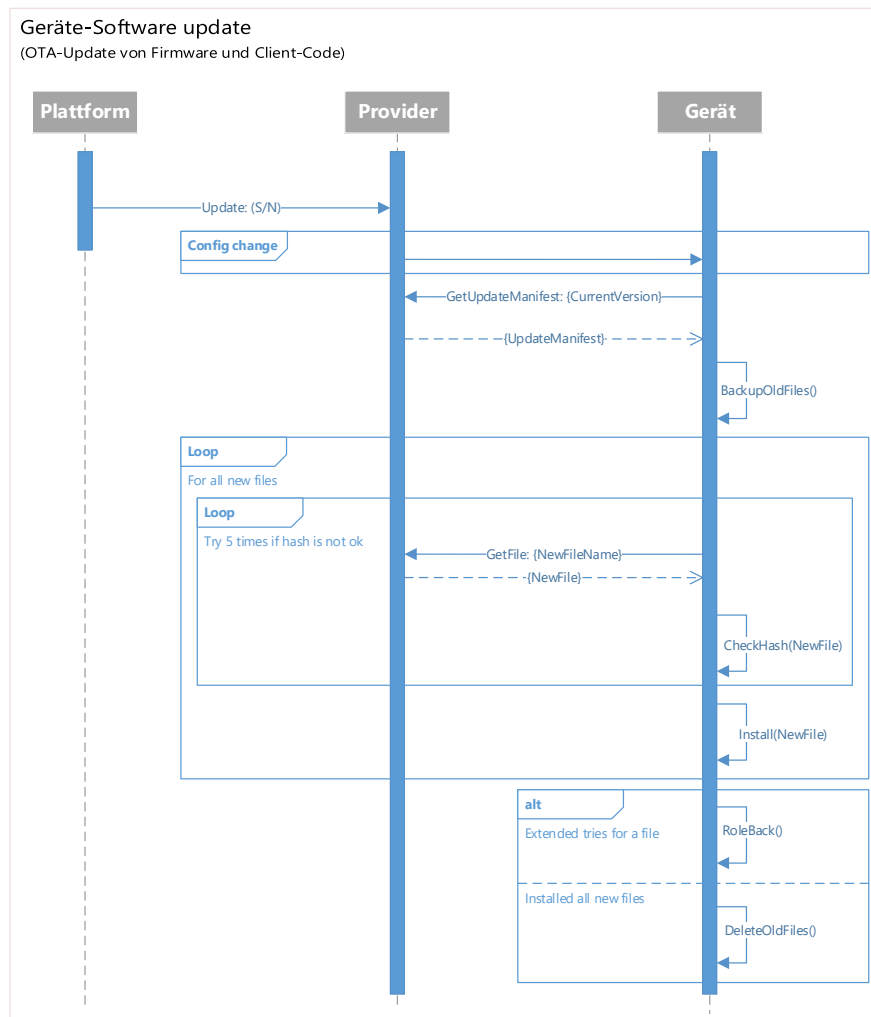 Geräte-Software update
(OTA-Update von Firmware und Client-Code)
Plattform
Provider
Gerät
Update: (S/N)
Config change
GetUpdateManifest: {CurrentVersion}
{UpdateManifest}
BackupOldFiles()
Loop
For all new files
Loop
Try 5 times if hash is not ok
GetFile: {NewFileName}
{NewFile}
CheckHash(NewFile)
Install(NewFile)
alt
Extended tries for a file
RoleBack()
Installed all new files
DeleteOldFiles()